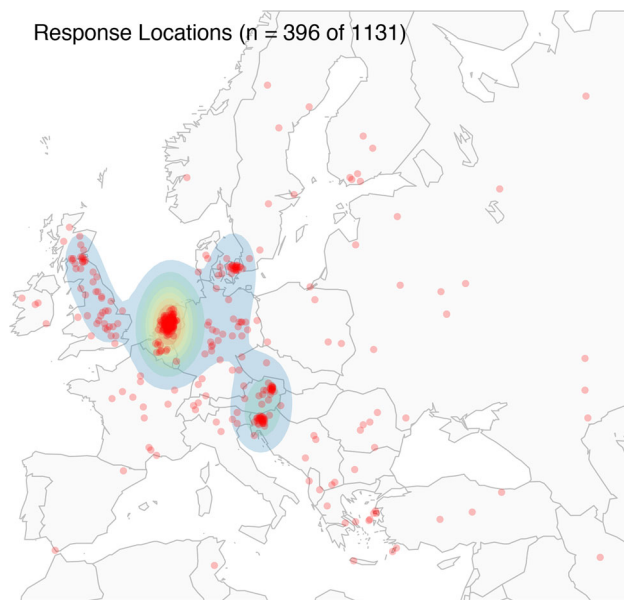 Response Locations (n = 396 of 1131)